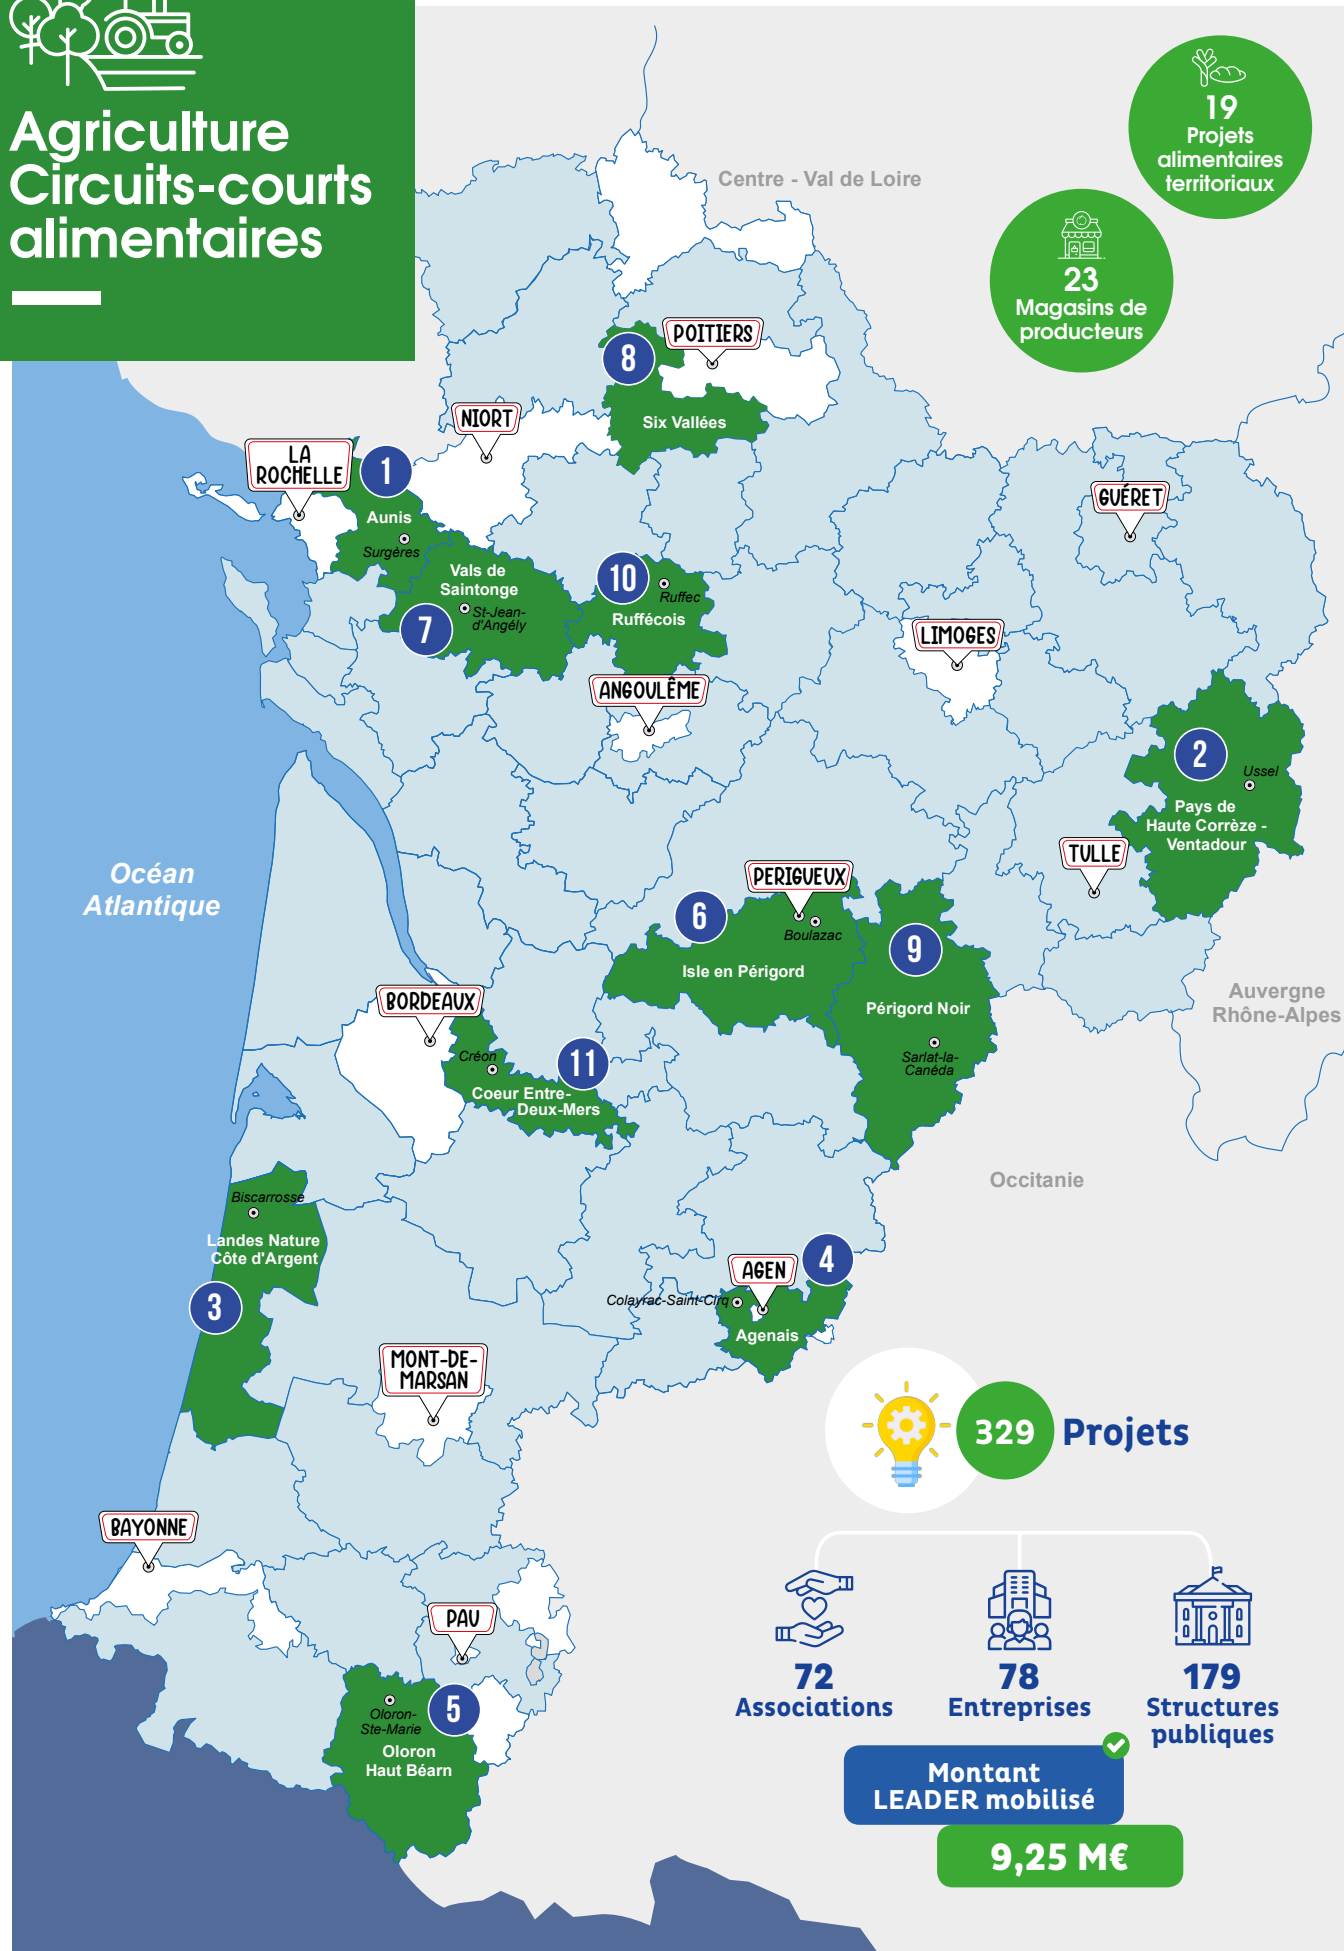 Agriculture
Circuits-courts
alimentaires
19
Projets
alimentaires
territoriaux
23
Magasins de
producteurs
Centre - Val de Loire
8
POITIERS
Six Vallées
NIORT
LA
ROCHELLE
1
Aunis
Surgères
GUÉRET
Vals de
Saintonge
St-Jean-
d'Angély
7
10
Ruffec
Ruffécois
LIMOGES
ANGOULÊME
2
Ussel
Pays de
Haute Corrèze -
Ventadour
TULLE
Océan
Atlantique
PERIGUEUX
6
Boulazac
Isle en Périgord
9
Périgord Noir
Sarlat-la-
Canéda
Auvergne
Rhône-Alpes
BORDEAUX
Créon
11
Coeur Entre-
Deux-Mers
Occitanie
Biscarrosse
Landes Nature
Côte d'Argent
3
AGEN
4
Colayrac-Saint-Cirq
Agenais
MONT-DE-
MARSAN
329
Projets
BAYONNE
PAU
Oloron-
Ste-Marie
5
Oloron
Haut Béarn
72
Associations
78
Entreprises
179
Structures
publiques
Montant
LEADER mobilisé
9,25 M€